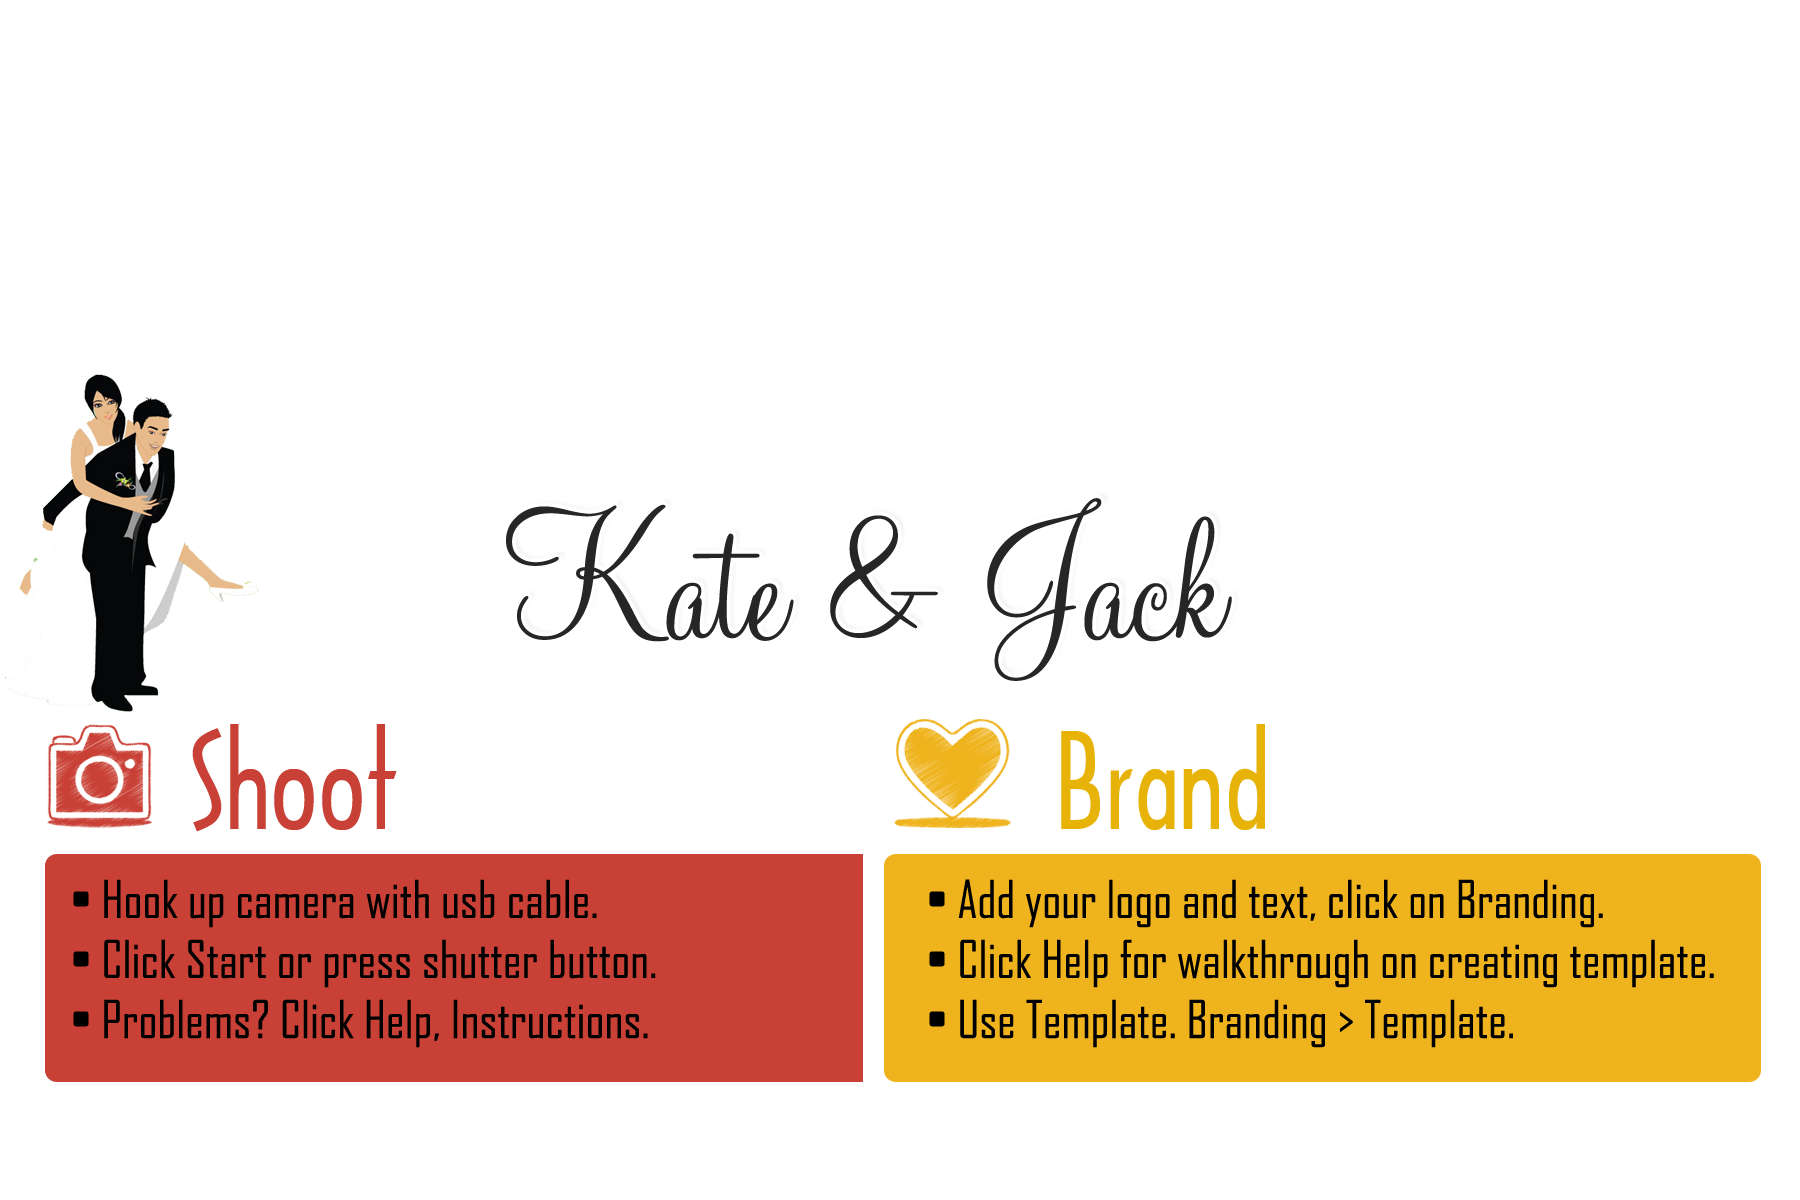 Kate & Jack
Shoot
▪ Hook up camera with usb cable.
▪ Click Start or press shutter button.
▪ Problems? Click Help, Instructions.
Brand
▪ Add your logo and text, click on Branding.
▪ Click Help for walkthrough on creating template.
▪ Use Template. Branding > Template.